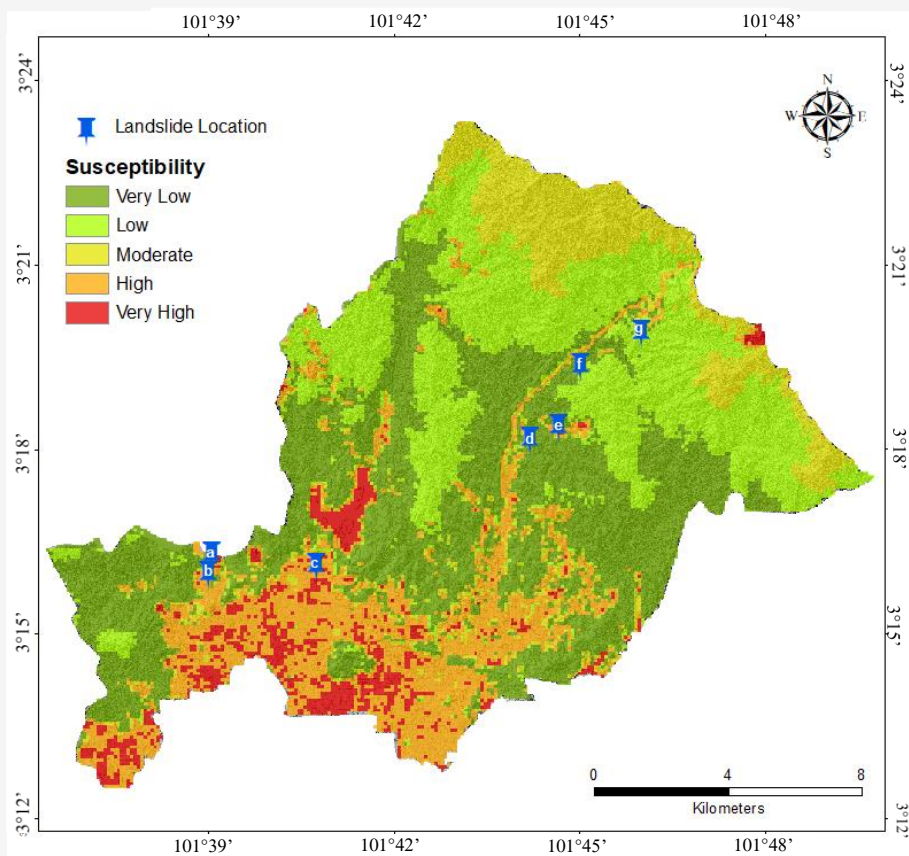 101°39’ 101°42’ 101°45’ 101°48’
3°24’ 3°24’
N
W E
S
Landslide Location
Susceptibility
Very Low
Low
Moderate
High
Very High
3°21’ 3°21’
g
f
e
d
3°18’ 3°18’
a
b
c
3°15’ 3°15’
0 4 8
Kilometers
3°12’ 3°12’
101°39’ 101°42’ 101°45’ 101°48’